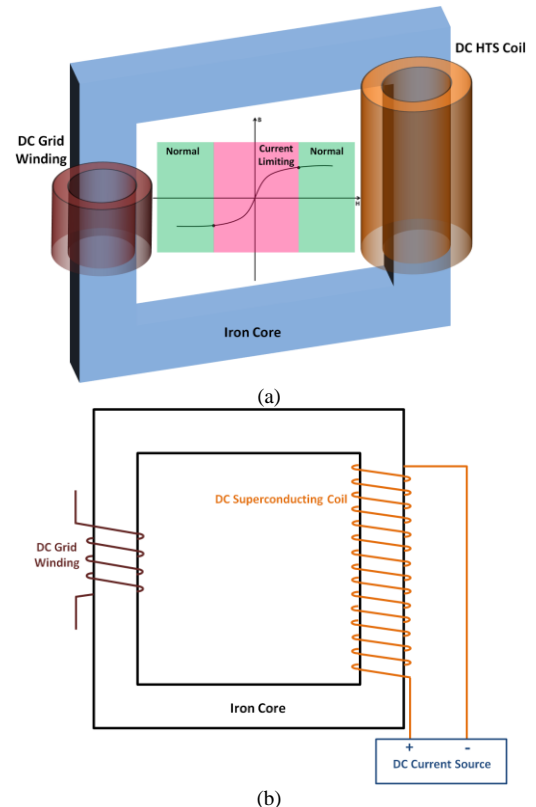 DC HTS Coil
DC Grid
Winding
Normal
Current
Limiting
Normal
B
H
Iron Core
(a)
DC Superconducting Coil
DC Grid
Winding
Iron Core
+ -
DC Current Source
(b)